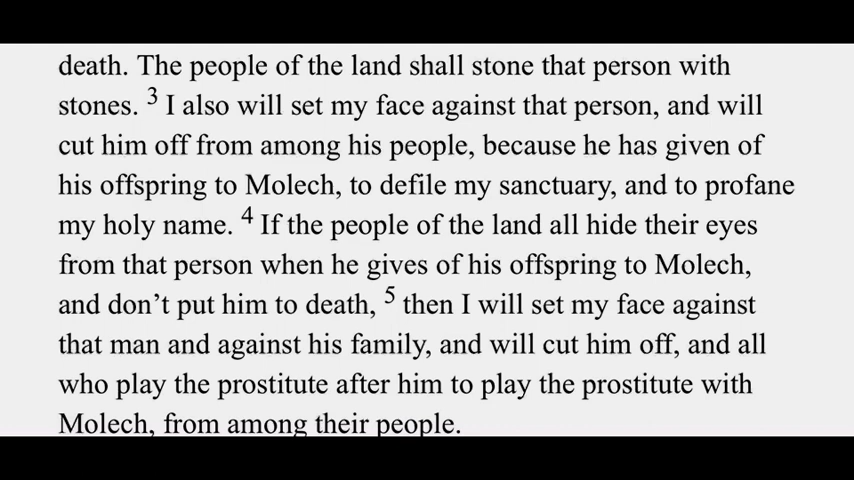 death. The people of the land shall stone that person with
stones. 3 I also will set my face against that person, and will
cut him off from among his people, because he has given of
his offspring to Molech, to defile my sanctuary, and to profane
my holy name. 4 If the people of the land all hide their eyes
from that person when he gives of his offspring to Molech,
and don’t put him to death, 5 then I will set my face against
that man and against his family, and will cut him off, and all
who play the prostitute after him to play the prostitute with
Molech, from among their people.